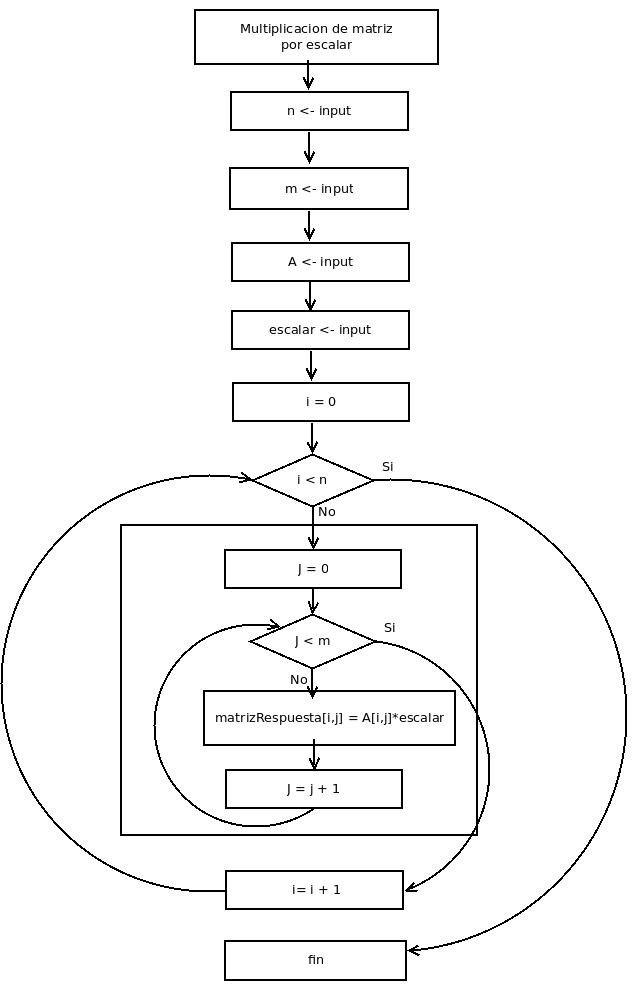 Multiplicacion de matriz
por escalar
n <- input
m <- input
A <- input
escalar <- input
i = 0
i < n
Si
No
J = 0
J < m
Si
No
matrizRespuesta[i,j] = A[i,j]*escalar
J = j + 1
i= i + 1
fin